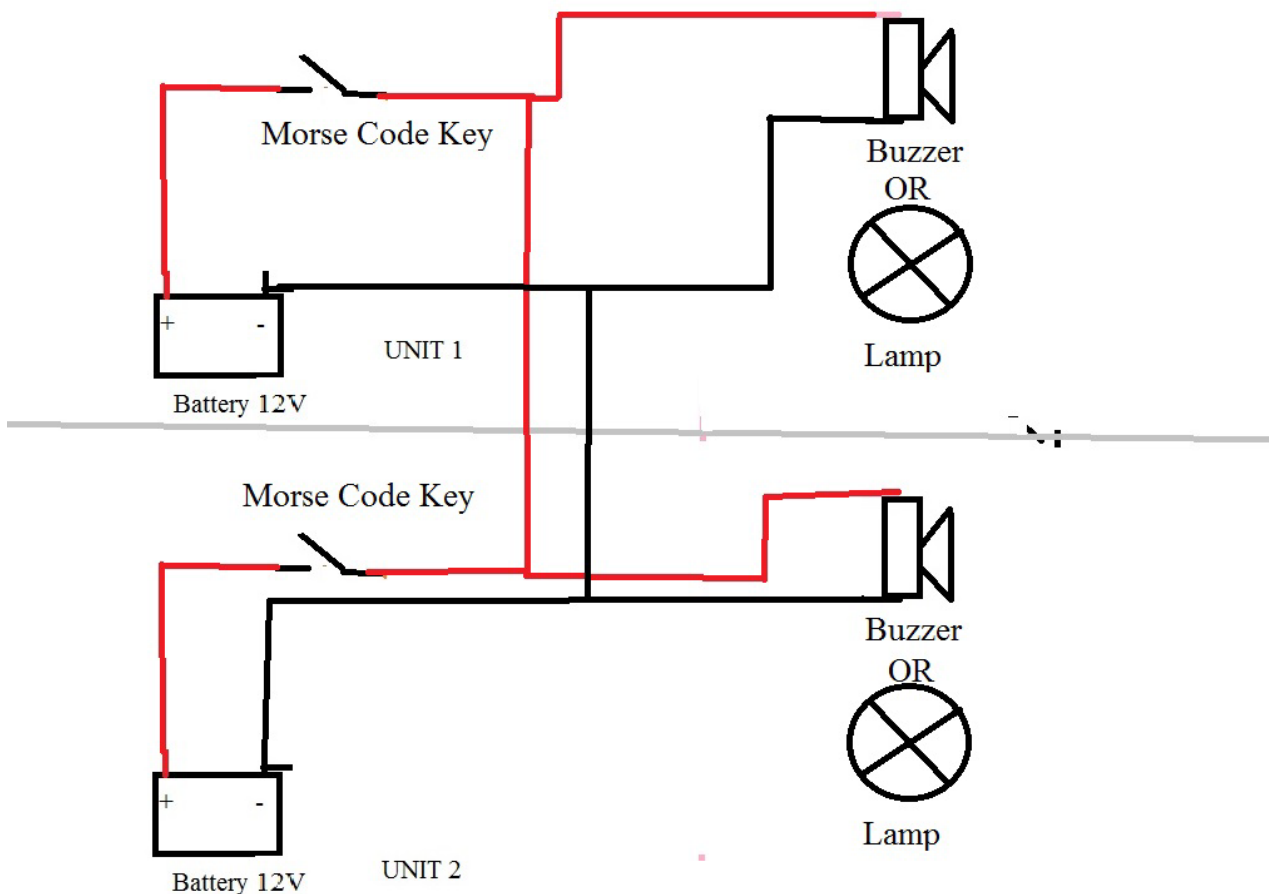 Morse Code Key
Buzzer
OR
Lamp
+ -
UNIT 1
Battery 12V
Morse Code Key
Buzzer
OR
Lamp
+ -
UNIT 2
Battery 12V